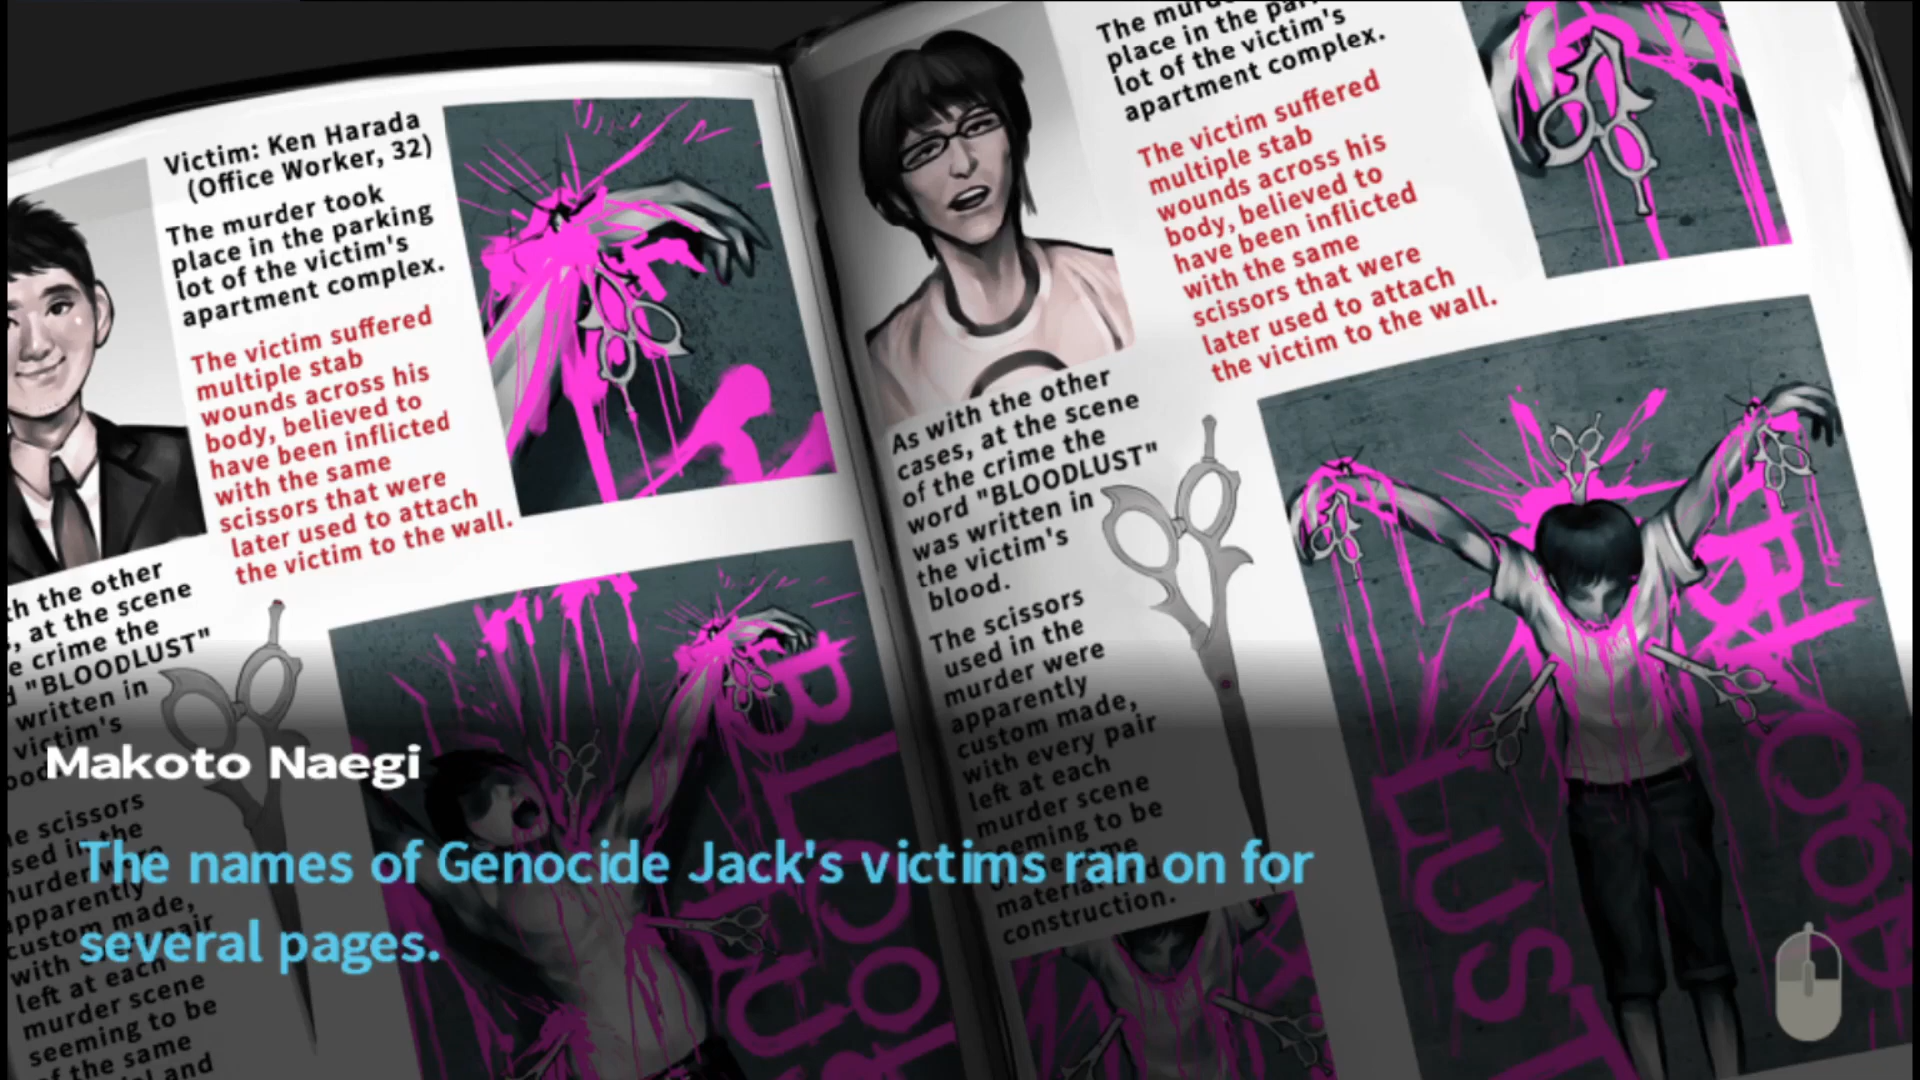 Victim: Ken Harada
(Office Worker, 32)
The murder took
place in the parking
lot of the victim's
apartment complex.
The victim suffered
multiple stab
wounds across his
body, believed to
have been inflicted
with the same
scissors that were
later used to attach
the victim to the wall.
the other
, at the scene
crime the
"BLOODLUST"
written in
victim's
scissors
the
apparently
custom made,
with
left at each
murder scene
seeming to be
of the same
and
BLOOD
LU
The
place in the
lot of the victim's
apartment complex.
The victim suffered
multiple stab
wounds across his
body, believed to
have been inflicted
with the same
scissors that were
later used to attach
the victim to the wall.
As with the other
cases, at the scene
of the crime the
word "BLOODLUST"
was written in
the victim's
blood.
The scissors
used in the
murder were
apparently
custom made,
with every pair
left at each
murder scene
seeming to be
construction.
OOD
LUST
Makoto Naegi
The names of Genocide Jack's victims ran on for
several pages.